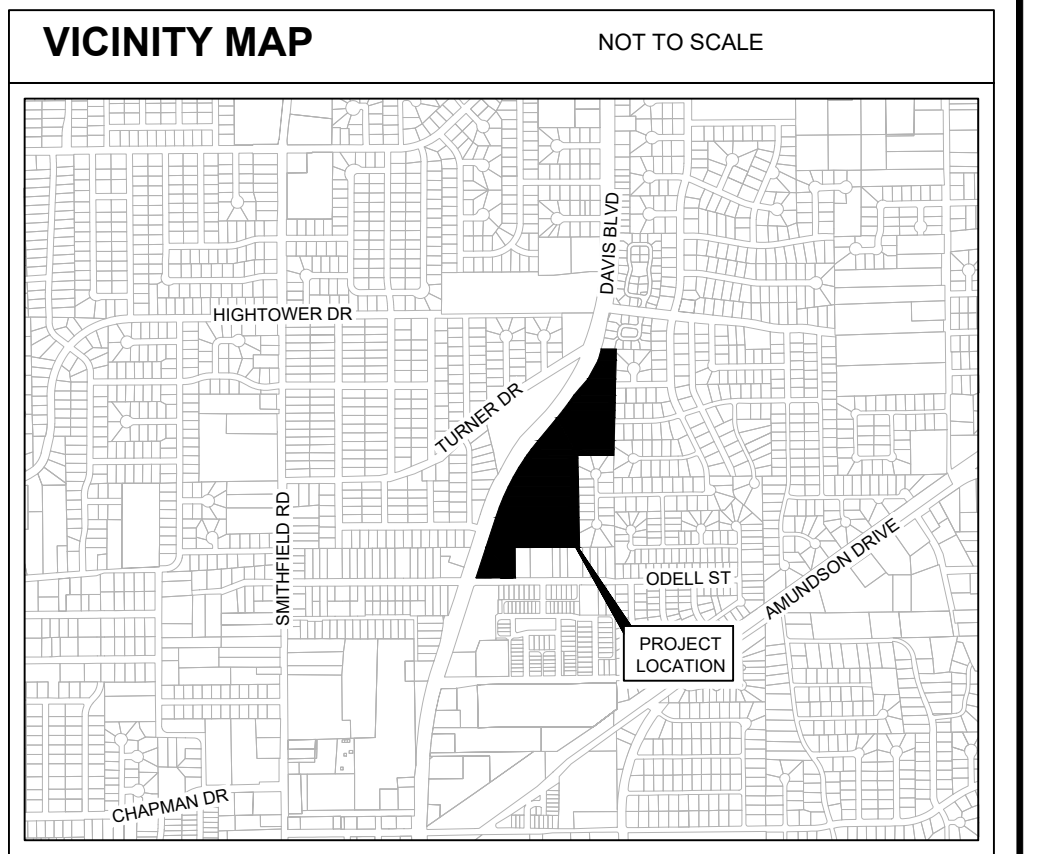 VICINITY MAP
NOT TO SCALE
DAVIS BLVD
HIGHTOWER DR
TURNER DR
SMITHFIELD RD
AMUNDSON DRIVE
ODELL ST
PROJECT
LOCATION
CHAPMAN DR